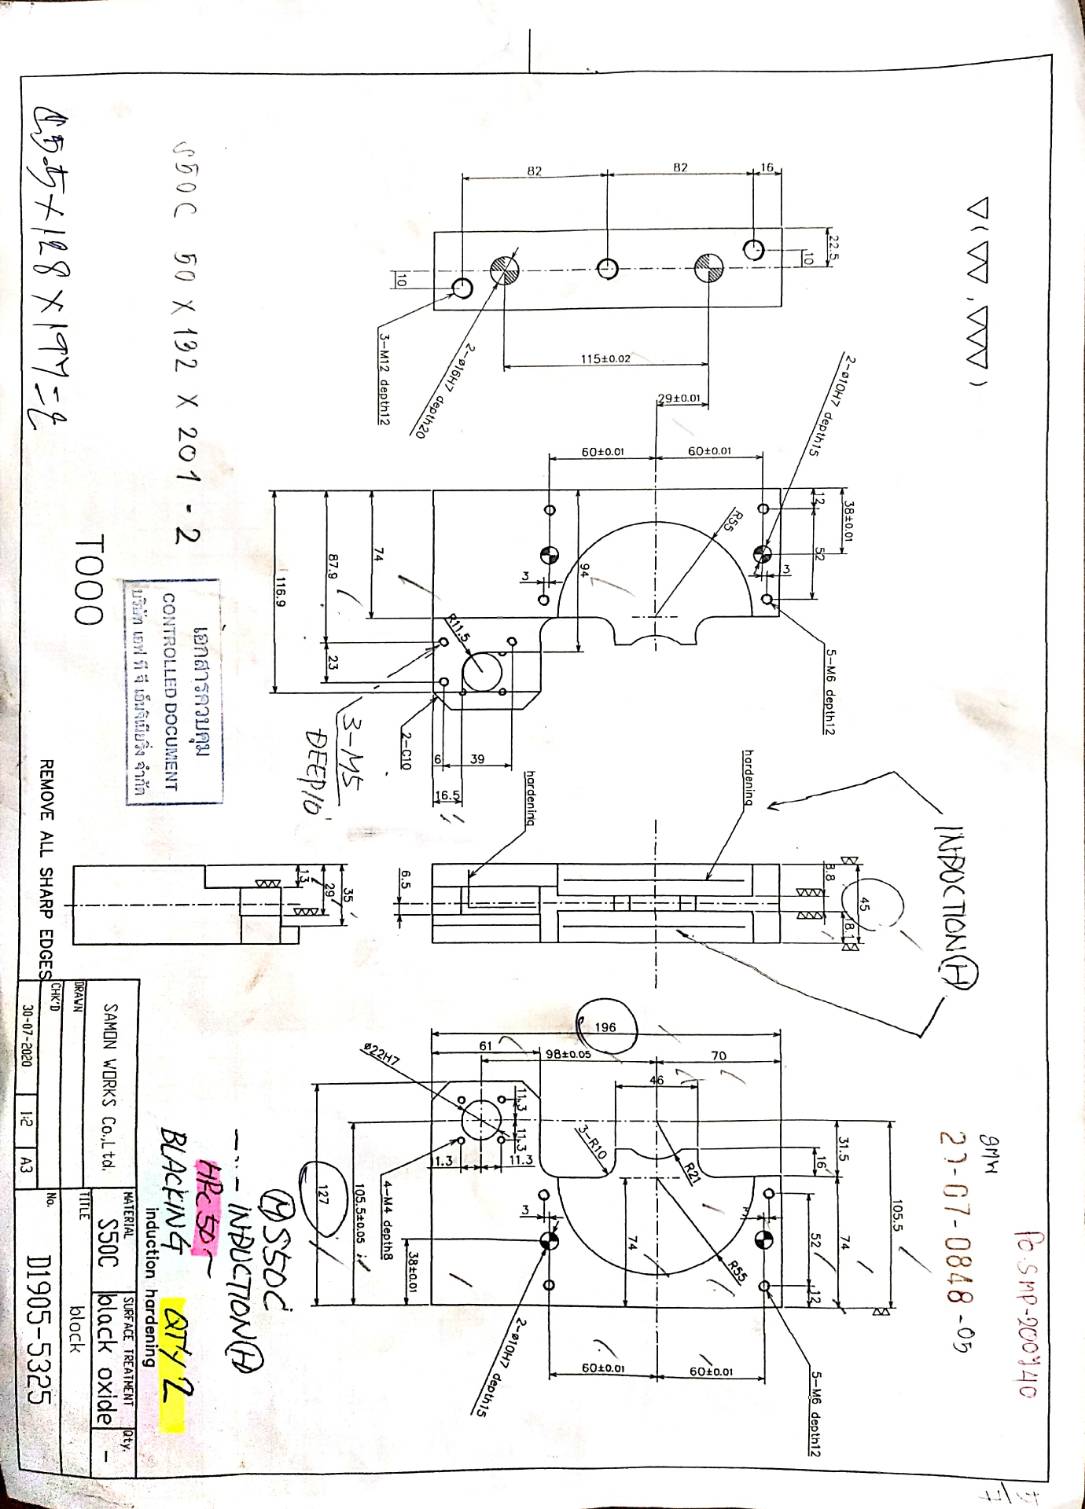 PO.SMP-200740
SMW
20-07-0848-05
▽( ▽▽ , ▽▽▽ )
INDUCTION Ⓗ
22.5
10
16
82
82
115±0.02
29±0.01
2-ø16H7 depth20
10
3-M12 depth12
2-ø10H7 depth15
38±0.01
12
52
3
5-M6 depth12
R55
60±0.01
60±0.01
94
3
R11.5
39
6
16.5
2-C10
74
87.9
23
116.9
3-M5
DEEP10
45
18.1
8.8
hardening
hardening
6.5
35
29
13
105.5
31.5
74
16
52
12
5-M6 depth12
3
R55
70
R21
60±0.01
46
74
196
3-R10
60±0.01
98±0.05
3
11.3
11.3
11.3
61
1.3
2-ø10H7 depth15
38±0.01
ø22H7
4-M4 depth8
105.5±0.05
127
Ⓜ S50C
INDUCTION Ⓗ
HRC 50~
BLACKING
QTY 2
induction hardening
S50C 50 X 132 X 201 - 2
เอกสารควบคุม
CONTROLLED DOCUMENT
บริษัท เอฟ ที จี เอ็นจิเนียริ่ง จำกัด
T000
REMOVE ALL SHARP EDGES
SAMON WORKS Co.,Ltd.
MATERIAL
S50C
SURFACE TREATMENT
black oxide
Qty.
-
DRAWN
TITLE
block
CHK'D
No.
D1905-5325
30-07-2020
1:2
A3